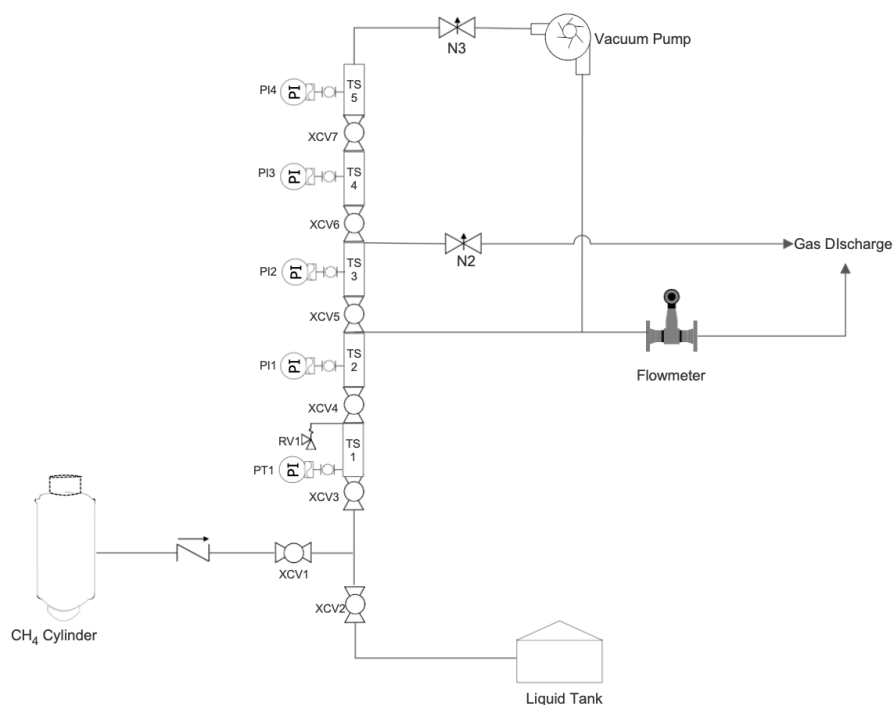 N3
Vacuum Pump
PI4
PI
TS
5
XCV7
PI3
PI
TS
4
XCV6
N2
Gas DIscharge
PI2
PI
TS
3
XCV5
Flowmeter
PI1
PI
TS
2
XCV4
RV1
TS
1
PT1
PI
XCV3
XCV1
XCV2
CH₄ Cylinder
Liquid Tank